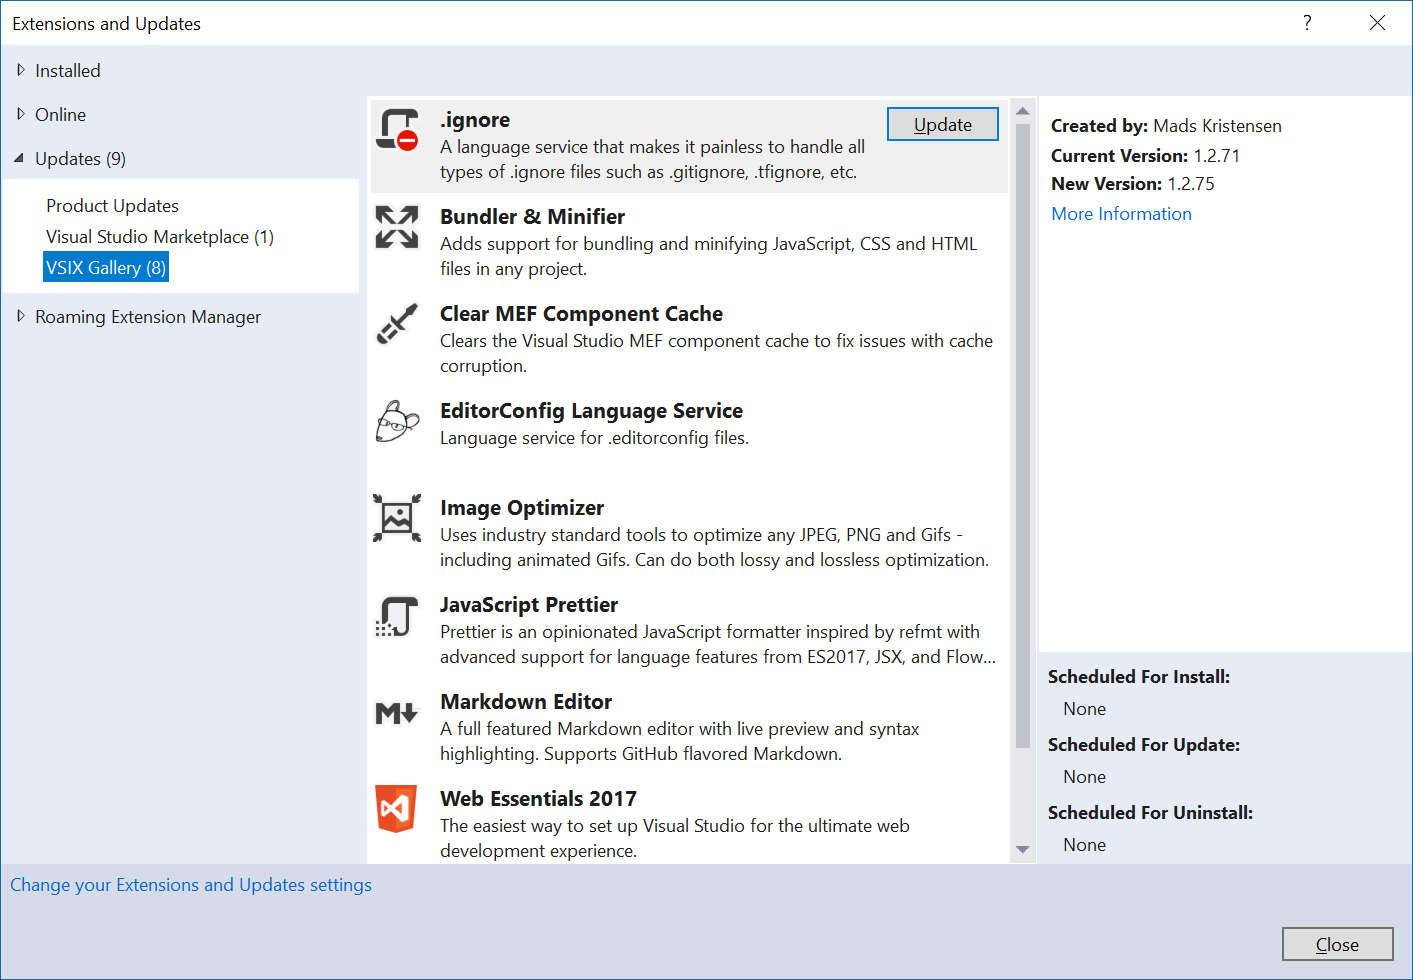 Extensions and Updates
?
Installed
Online
Updates (9)
Product Updates
Visual Studio Marketplace (1)
VSIX Gallery (8)
Roaming Extension Manager
.ignore
A language service that makes it painless to handle all
types of .ignore files such as .gitignore, .tfignore, etc.
Update
Bundler & Minifier
Adds support for bundling and minifying JavaScript, CSS and HTML
files in any project.
Clear MEF Component Cache
Clears the Visual Studio MEF component cache to fix issues with cache
corruption.
EditorConfig Language Service
Language service for .editorconfig files.
Image Optimizer
Uses industry standard tools to optimize any JPEG, PNG and Gifs -
including animated Gifs. Can do both lossy and lossless optimization.
JavaScript Prettier
Prettier is an opinionated JavaScript formatter inspired by refmt with
advanced support for language features from ES2017, JSX, and Flow...
Markdown Editor
A full featured Markdown editor with live preview and syntax
highlighting. Supports GitHub flavored Markdown.
Web Essentials 2017
The easiest way to set up Visual Studio for the ultimate web
development experience.
Created by: Mads Kristensen
Current Version: 1.2.71
New Version: 1.2.75
More Information
Scheduled For Install:
None
Scheduled For Update:
None
Scheduled For Uninstall:
None
Change your Extensions and Updates settings
Close